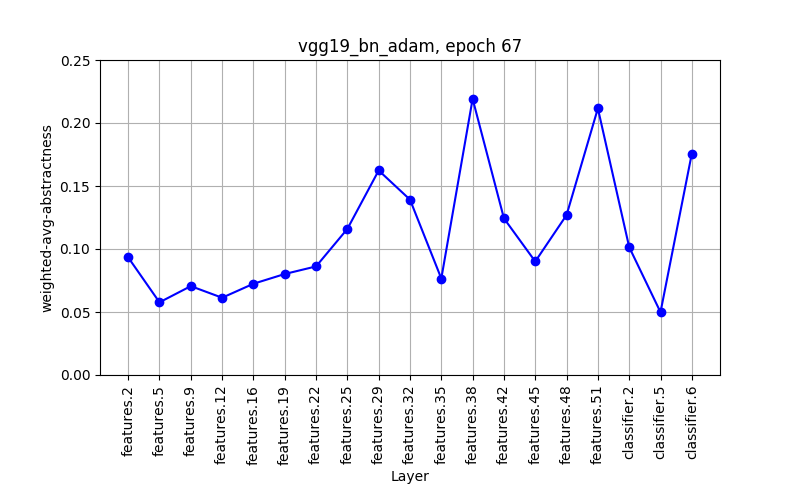 vgg19_bn_adam, epoch 67
weighted-avg-abstractness
0.25
0.20
0.15
0.10
0.05
0.00
features.2
features.5
features.9
features.12
features.16
features.19
features.22
features.25
features.29
features.32
features.35
features.38
features.42
features.45
features.48
features.51
classifier.2
classifier.5
classifier.6
Layer